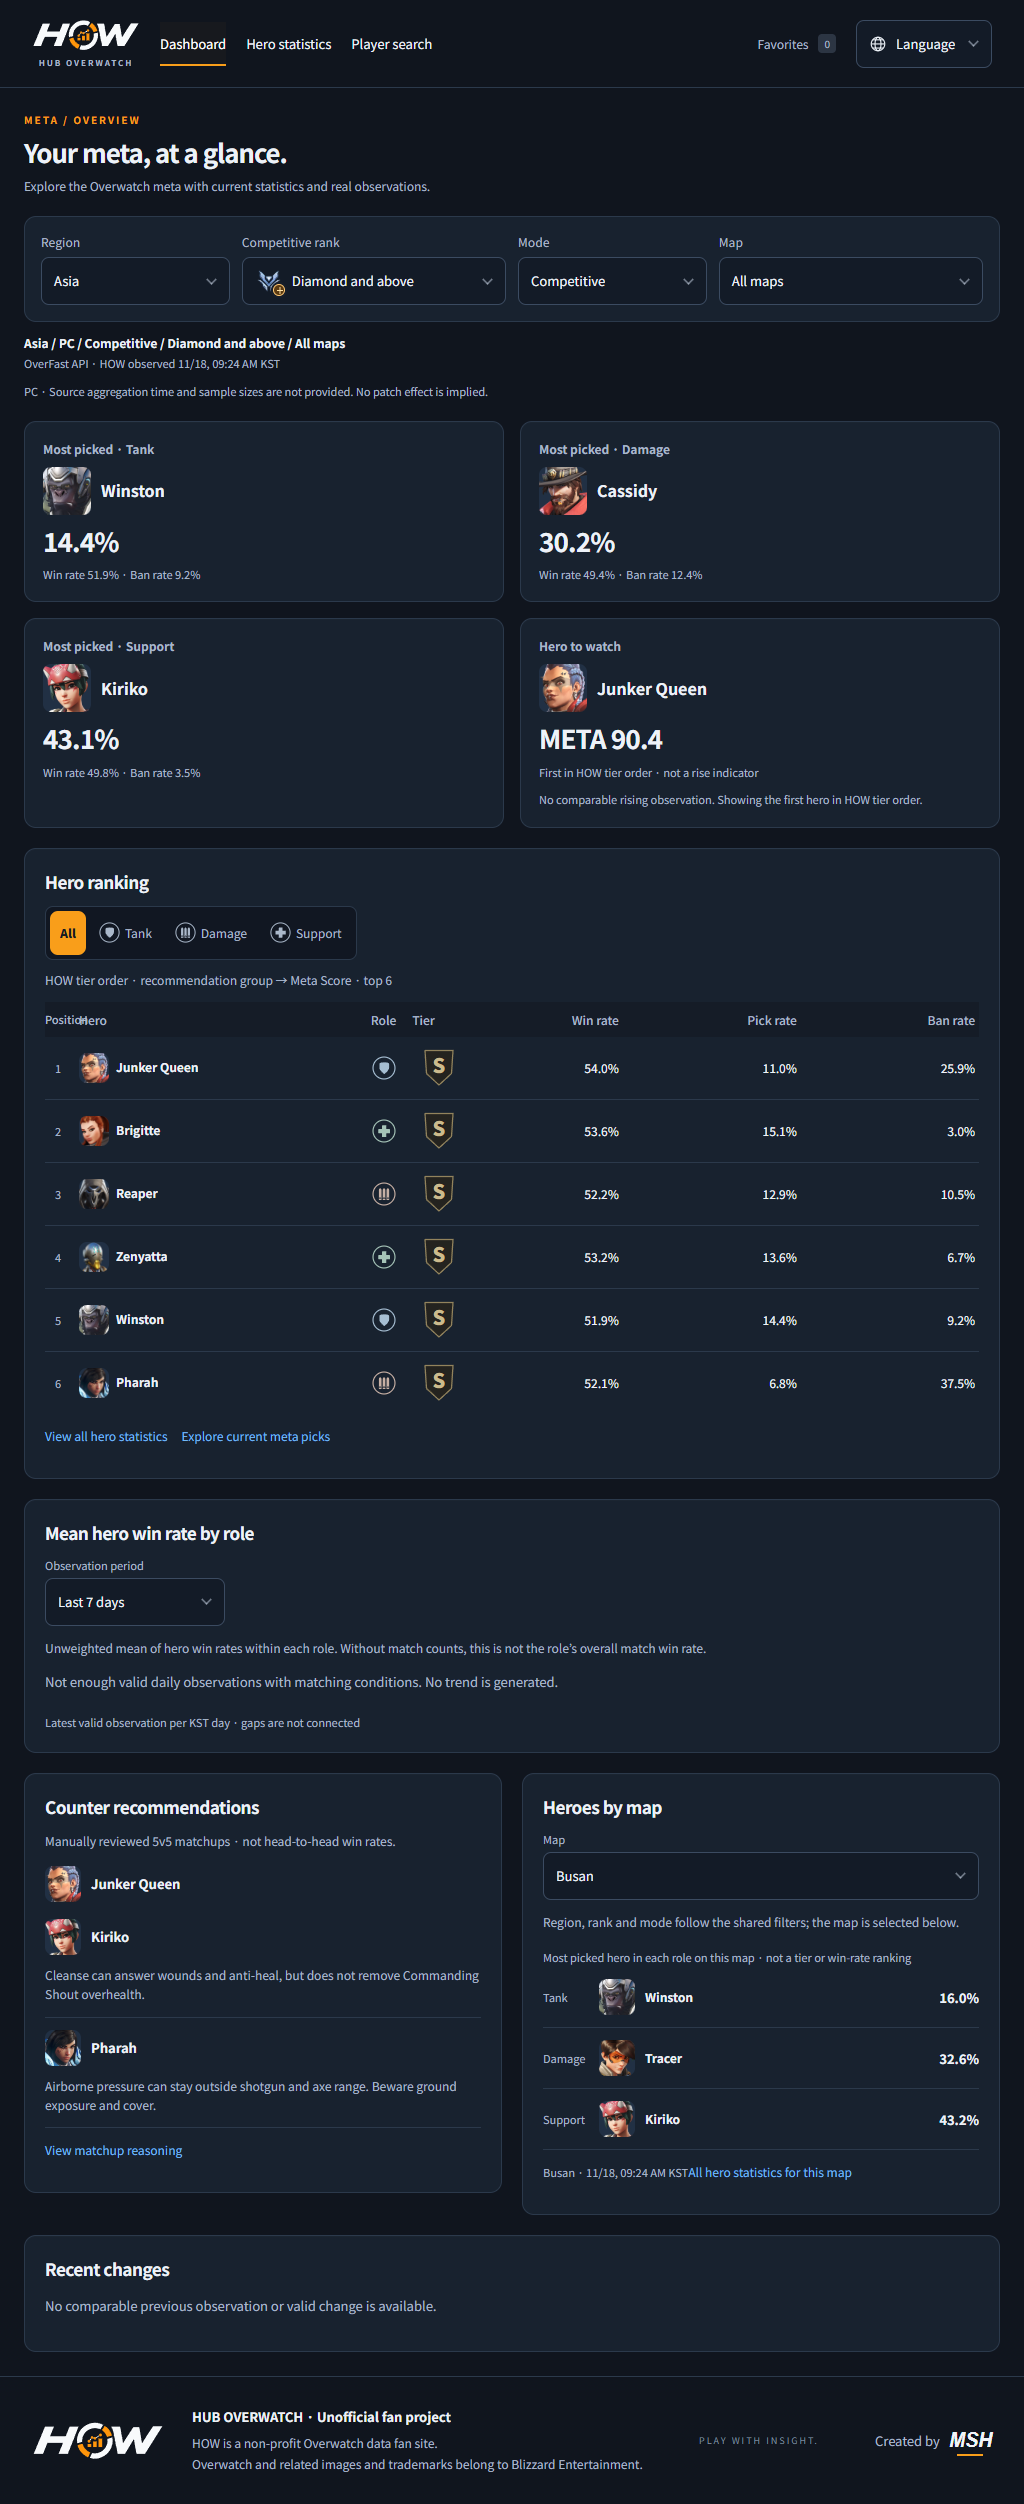 HOW
HUB OVERWATCH
Dashboard
Hero statistics
Player search
Favorites 0
Language
META / OVERVIEW
Your meta, at a glance.
Explore the Overwatch meta with current statistics and real observations.
Region
Competitive rank
Mode
Map
Asia
Diamond and above
Competitive
All maps
Asia / PC / Competitive / Diamond and above / All maps
OverFast API · HOW observed 11/18, 09:24 AM KST
PC · Source aggregation time and sample sizes are not provided. No patch effect is implied.
Most picked · Tank
Winston
14.4%
Win rate 51.9% · Ban rate 9.2%
Most picked · Damage
Cassidy
30.2%
Win rate 49.4% · Ban rate 12.4%
Most picked · Support
Kiriko
43.1%
Win rate 49.8% · Ban rate 3.5%
Hero to watch
Junker Queen
META 90.4
First in HOW tier order · not a rise indicator
No comparable rising observation. Showing the first hero in HOW tier order.
Hero ranking
All
Tank
Damage
Support
HOW tier order · recommendation group → Meta Score · top 6
Position Hero Role Tier Win rate Pick rate Ban rate
1 Junker Queen S 54.0% 11.0% 25.9%
2 Brigitte S 53.6% 15.1% 3.0%
3 Reaper S 52.2% 12.9% 10.5%
4 Zenyatta S 53.2% 13.6% 6.7%
5 Winston S 51.9% 14.4% 9.2%
6 Pharah S 52.1% 6.8% 37.5%
View all hero statistics
Explore current meta picks
Mean hero win rate by role
Observation period
Last 7 days
Unweighted mean of hero win rates within each role. Without match counts, this is not the role's overall match win rate.
Not enough valid daily observations with matching conditions. No trend is generated.
Latest valid observation per KST day · gaps are not connected
Counter recommendations
Manually reviewed 5v5 matchups · not head-to-head win rates.
Junker Queen
Kiriko
Cleanse can answer wounds and anti-heal, but does not remove Commanding
Shout overhealth.
Pharah
Airborne pressure can stay outside shotgun and axe range. Beware ground
exposure and cover.
View matchup reasoning
Heroes by map
Map
Busan
Region, rank and mode follow the shared filters; the map is selected below.
Most picked hero in each role on this map · not a tier or win-rate ranking
Tank Winston 16.0%
Damage Tracer 32.6%
Support Kiriko 43.2%
Busan · 11/18, 09:24 AM KSTAll hero statistics for this map
Recent changes
No comparable previous observation or valid change is available.
HOW
HUB OVERWATCH · Unofficial fan project
HOW is a non-profit Overwatch data fan site.
Overwatch and related images and trademarks belong to Blizzard Entertainment.
PLAY WITH INSIGHT.
Created by MSH